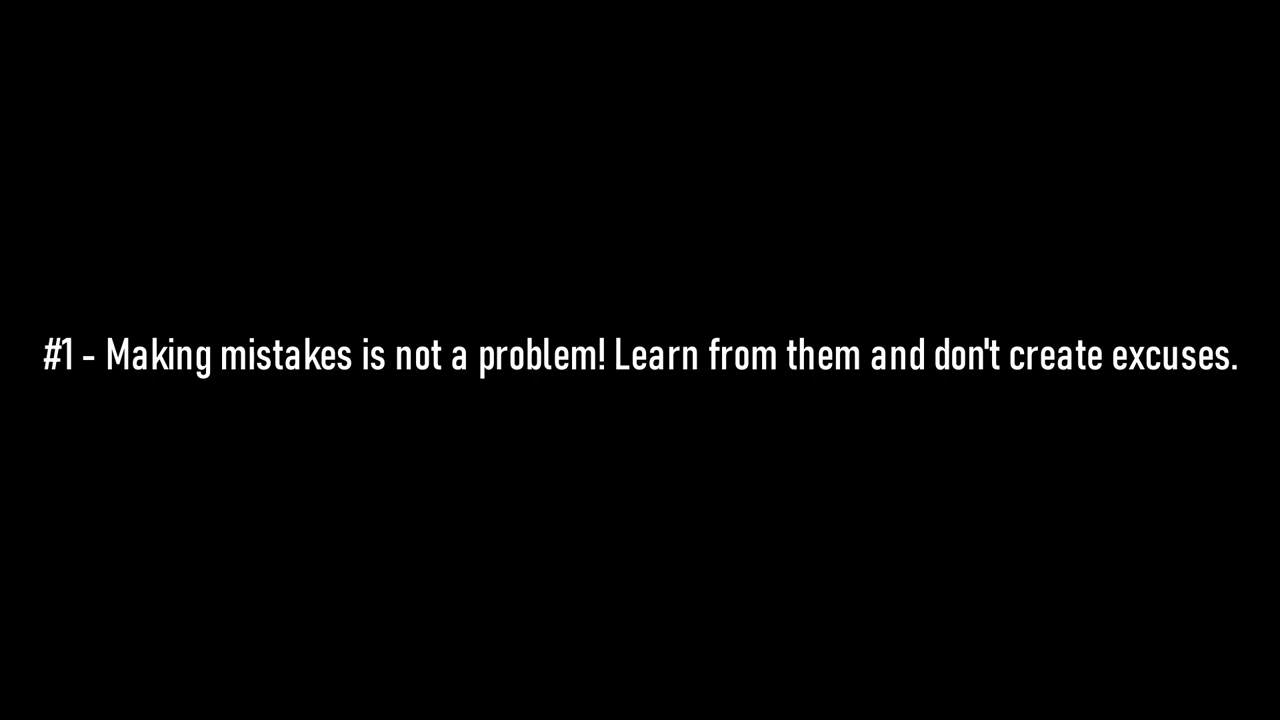 #1 - Making mistakes is not a problem! Learn from them and don't create excuses.